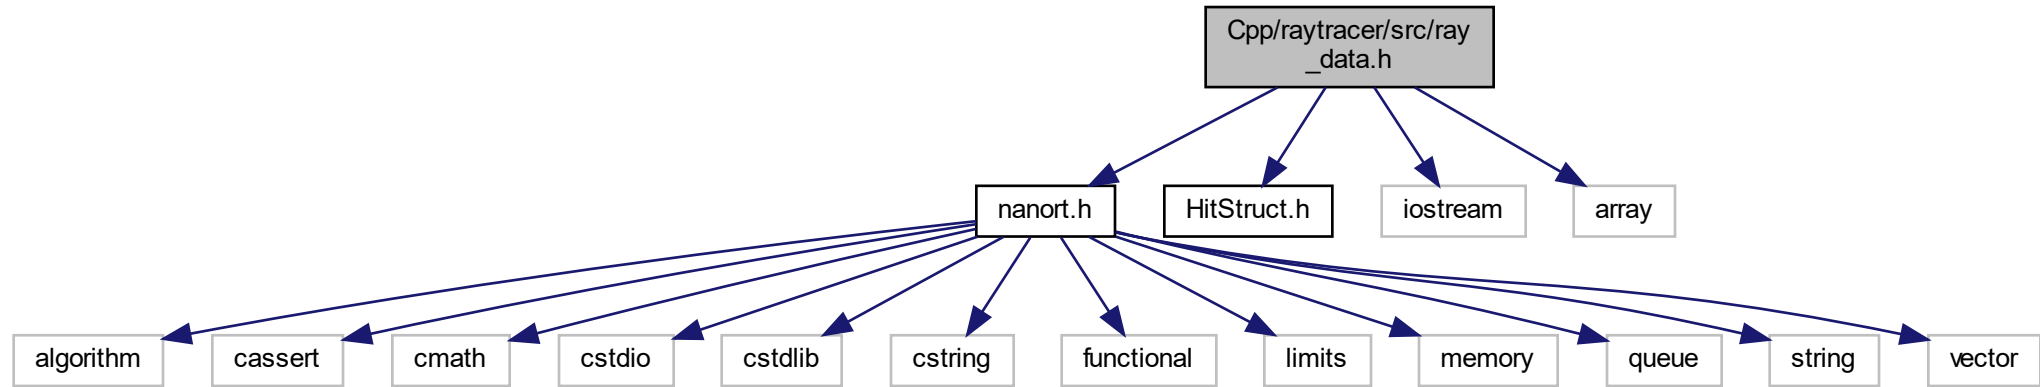 Cpp/raytracer/src/ray
_data.h
nanort.h
HitStruct.h
iostream
array
algorithm
cassert
cmath
cstdio
cstdlib
cstring
functional
limits
memory
queue
string
vector